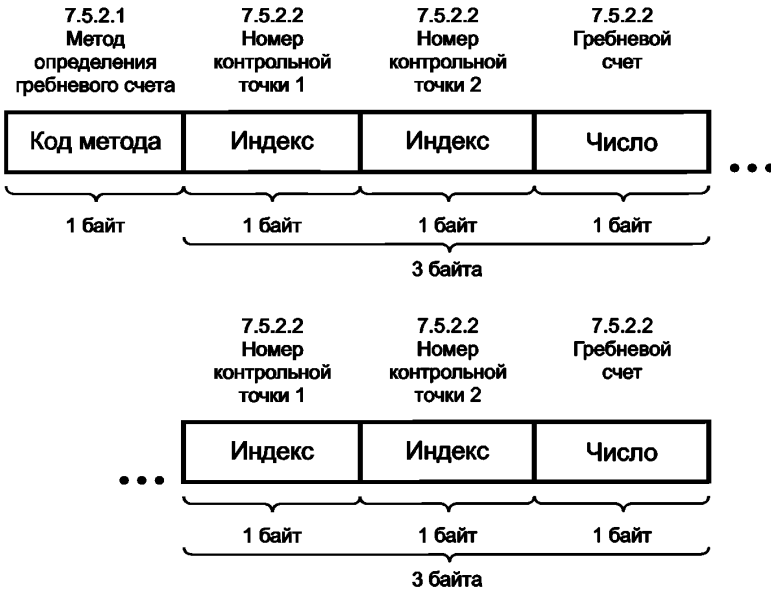 7.5.2.1 7.5.2.2 7.5.2.2 7.5.2.2
Метод Номер Номер Гребневой
определения контрольной контрольной счет
гребневого счета точки 1 точки 2
Код метода Индекс Индекс Число
...
1 байт 1 байт 1 байт 1 байт
3 байта
7.5.2.2 7.5.2.2 7.5.2.2
Номер Номер Гребневой
контрольной контрольной счет
точки 1 точки 2
... Индекс Индекс Число
1 байт 1 байт 1 байт
3 байта